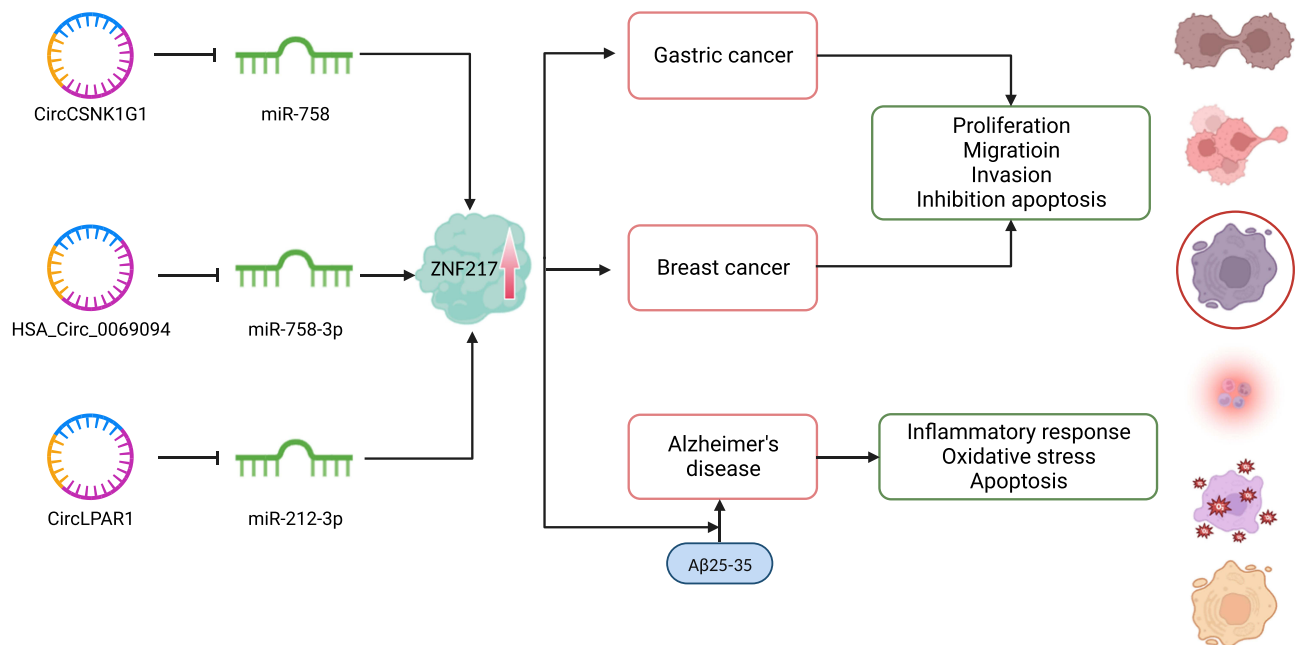 CircCSNK1G1
miR-758
HSA_Circ_0069094
miR-758-3p
CircLPAR1
miR-212-3p
ZNF217
Gastric cancer
Breast cancer
Alzheimer's
disease
Aβ25-35
Proliferation
Migratioin
Invasion
Inhibition apoptosis
Inflammatory response
Oxidative stress
Apoptosis